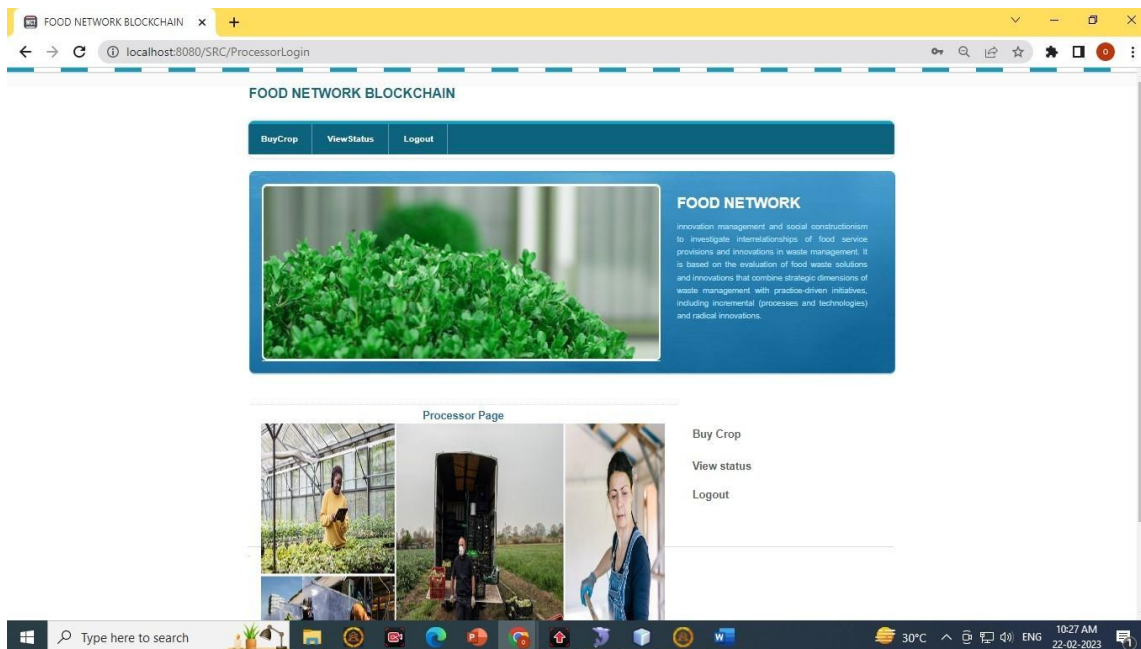 FOOD NETWORK BLOCKCHAIN
localhost:8080/SRC/ProcessorLogin
FOOD NETWORK BLOCKCHAIN
BuyCrop ViewStatus Logout
FOOD NETWORK
innovation management and social constructionism
to investigate interrelationships of food service
provisions and innovations in waste management. It
is based on the evaluation of food waste solutions
and innovations that combine strategic dimensions of
waste management with practice-driven initiatives,
including incremental (processes and technologies)
and radical innovations.
Processor Page
Buy Crop
View status
Logout
Type here to search
30°C
ENG
10:27 AM
22-02-2023